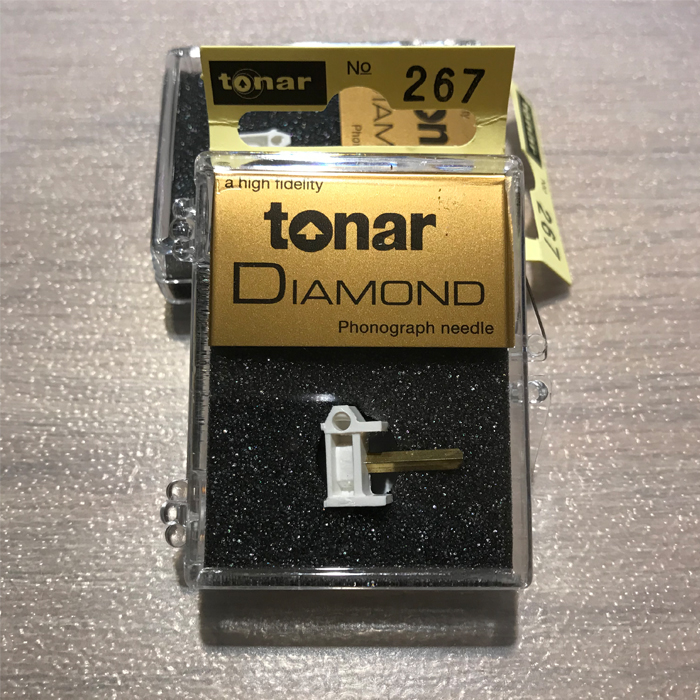 tonar No 267
a high fidelity
tonar
DIAMOND
Phonograph needle
267